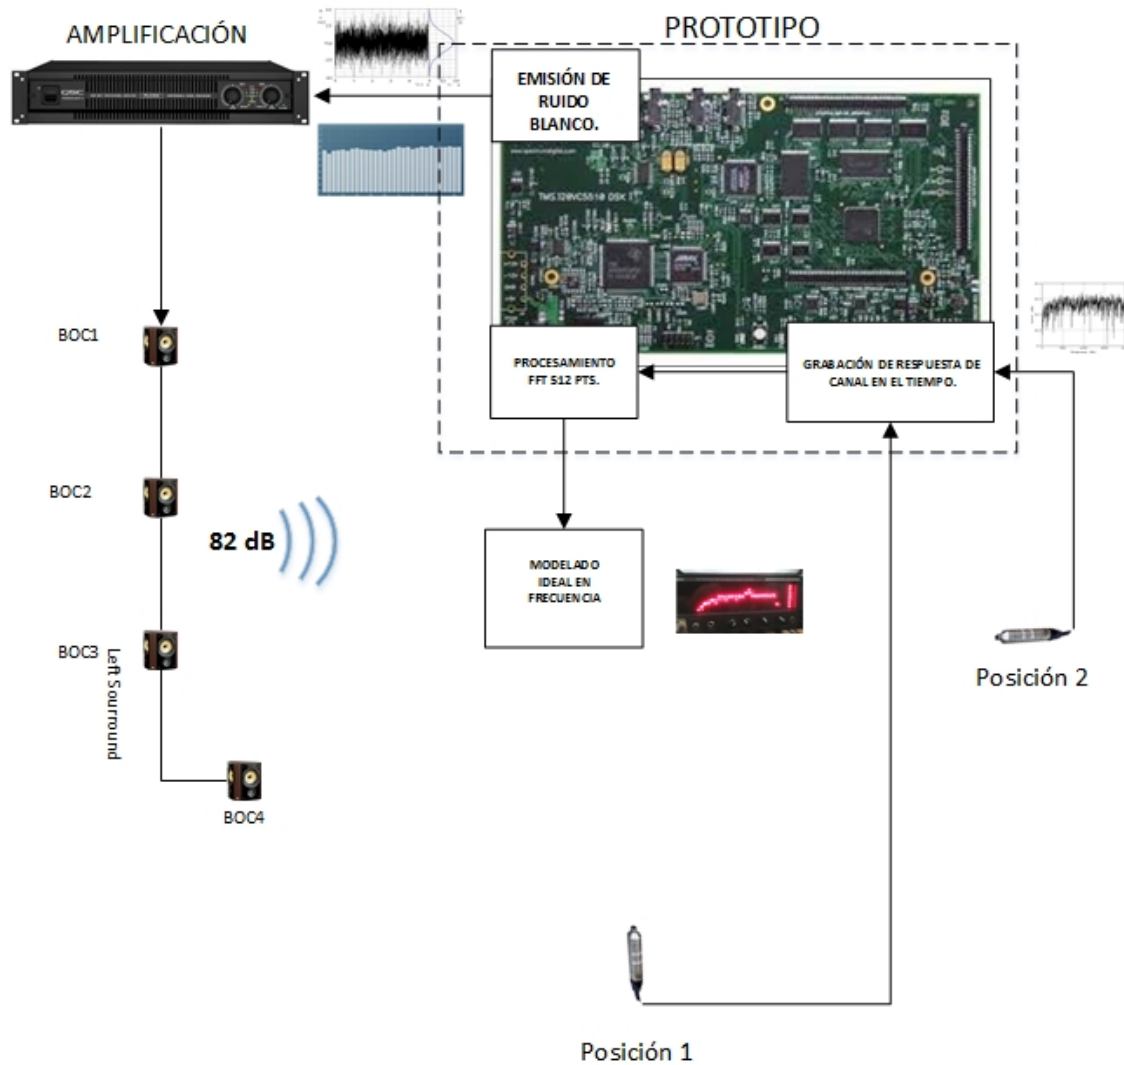 AMPLIFICACIÓN
PROTOTIPO
QSC
EMISIÓN DE
RUIDO
BLANCO.
TMS320VC5510 DSK
BOC1
PROCESAMIENTO
FFT 512 PTS.
GRABACIÓN DE RESPUESTA DE
CANAL EN EL TIEMPO.
BOC2
82 dB
MODELADO
IDEAL EN
FRECUENCIA
BOC3
Left Sourround
Posición 2
BOC4
Posición 1